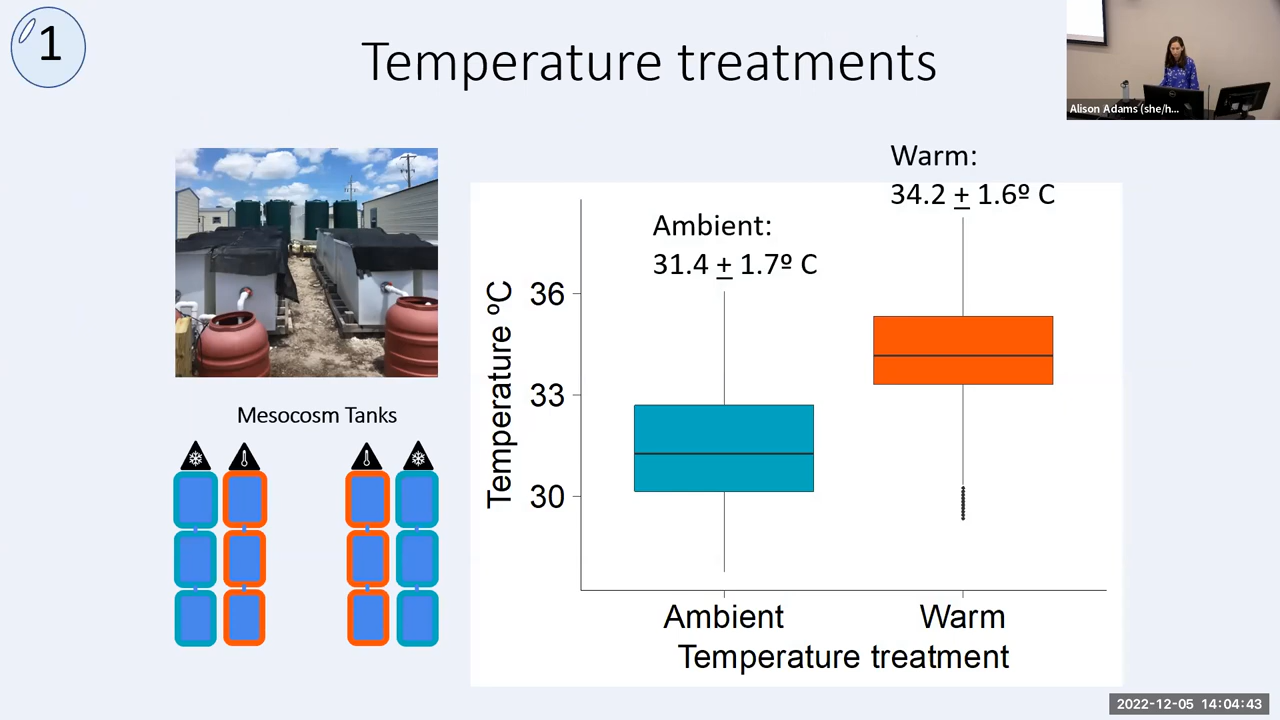 1
Temperature treatments
Alison Adams (she/h...
Warm:
34.2 ± 1.6º C
Ambient:
31.4 ± 1.7º C
Temperature ºC
36
33
30
Ambient
Warm
Temperature treatment
Mesocosm Tanks
2022-12-05 14:04:43